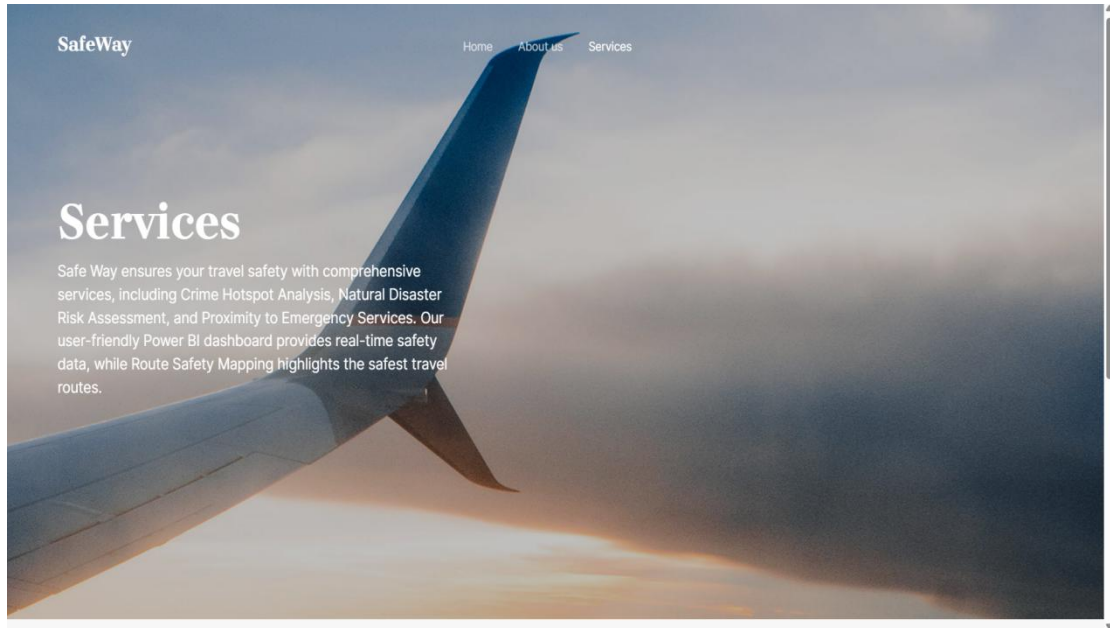 SafeWay
Home About us Services
Services
Safe Way ensures your travel safety with comprehensive
services, including Crime Hotspot Analysis, Natural Disaster
Risk Assessment, and Proximity to Emergency Services. Our
user-friendly Power BI dashboard provides real-time safety
data, while Route Safety Mapping highlights the safest travel
routes.